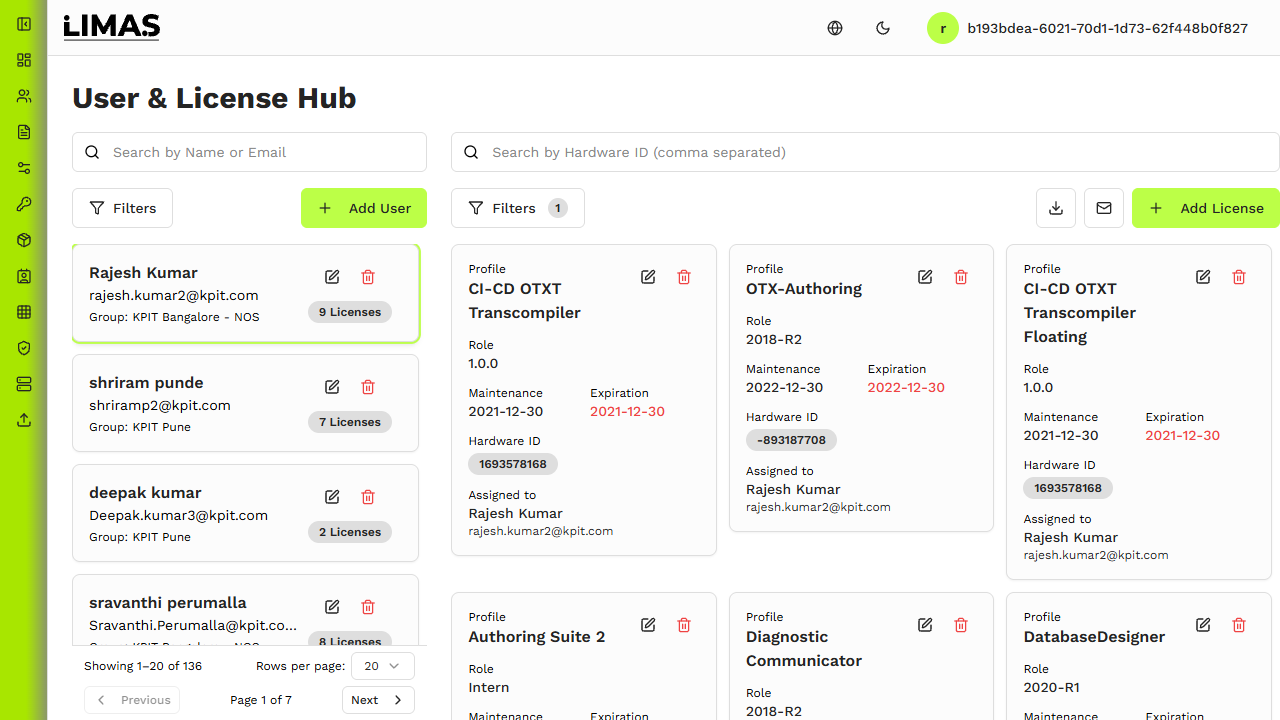 LIMAS
r
b193bdea-6021-70d1-1d73-62f448b0f827
User & License Hub
Search by Name or Email
Filters
Add User
Rajesh Kumar
rajesh.kumar2@kpit.com
Group: KPIT Bangalore - NOS
9 Licenses
shriram punde
shriramp2@kpit.com
Group: KPIT Pune
7 Licenses
deepak kumar
Deepak.kumar3@kpit.com
Group: KPIT Pune
2 Licenses
sravanthi perumalla
Sravanthi.Perumalla@kpit.co...
8 Licenses
Showing 1–20 of 136
Rows per page:
20
Previous
Page 1 of 7
Next
Search by Hardware ID (comma separated)
Filters
1
Add License
Profile
CI-CD OTXT
Transcompiler
Role
1.0.0
Maintenance Expiration
2021-12-30 2021-12-30
Hardware ID
1693578168
Assigned to
Rajesh Kumar
rajesh.kumar2@kpit.com
Profile
OTX-Authoring
Role
2018-R2
Maintenance Expiration
2022-12-30 2022-12-30
Hardware ID
-893187708
Assigned to
Rajesh Kumar
rajesh.kumar2@kpit.com
Profile
CI-CD OTXT
Transcompiler
Floating
Role
1.0.0
Maintenance Expiration
2021-12-30 2021-12-30
Hardware ID
1693578168
Assigned to
Rajesh Kumar
rajesh.kumar2@kpit.com
Profile
Authoring Suite 2
Role
Intern
Maintenance Expiration
Profile
Diagnostic
Communicator
Role
2018-R2
Profile
DatabaseDesigner
Role
2020-R1
Maintenance Expiration